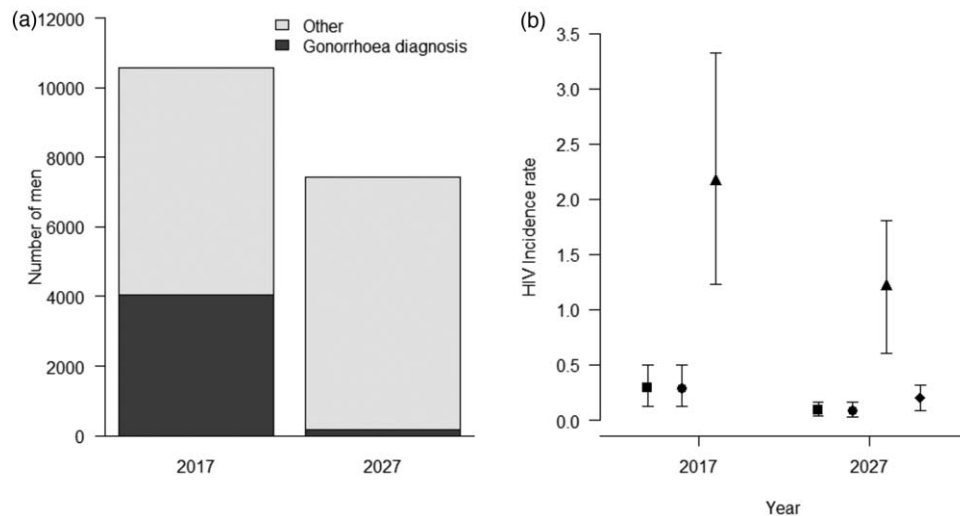 (a)
Number of men
12000
10000
8000
6000
4000
2000
0
Other
Gonorrhoea diagnosis
2017 2027
(b)
HIV Incidence rate
3.5
3.0
2.5
2.0
1.5
1.0
0.5
0.0
2017 2027
Year